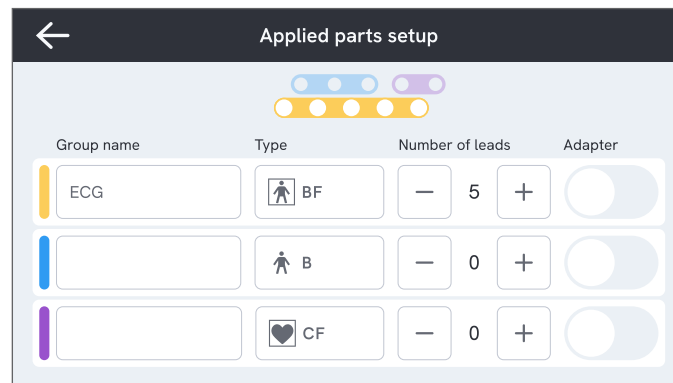 Applied parts setup
Group name Type Number of leads Adapter
ECG BF 5
B 0
CF 0